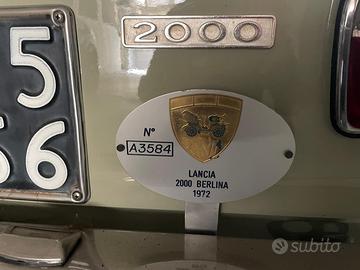 2000
5
56
N°
A3584
LANCIA
2000 BERLINA
1972
subito